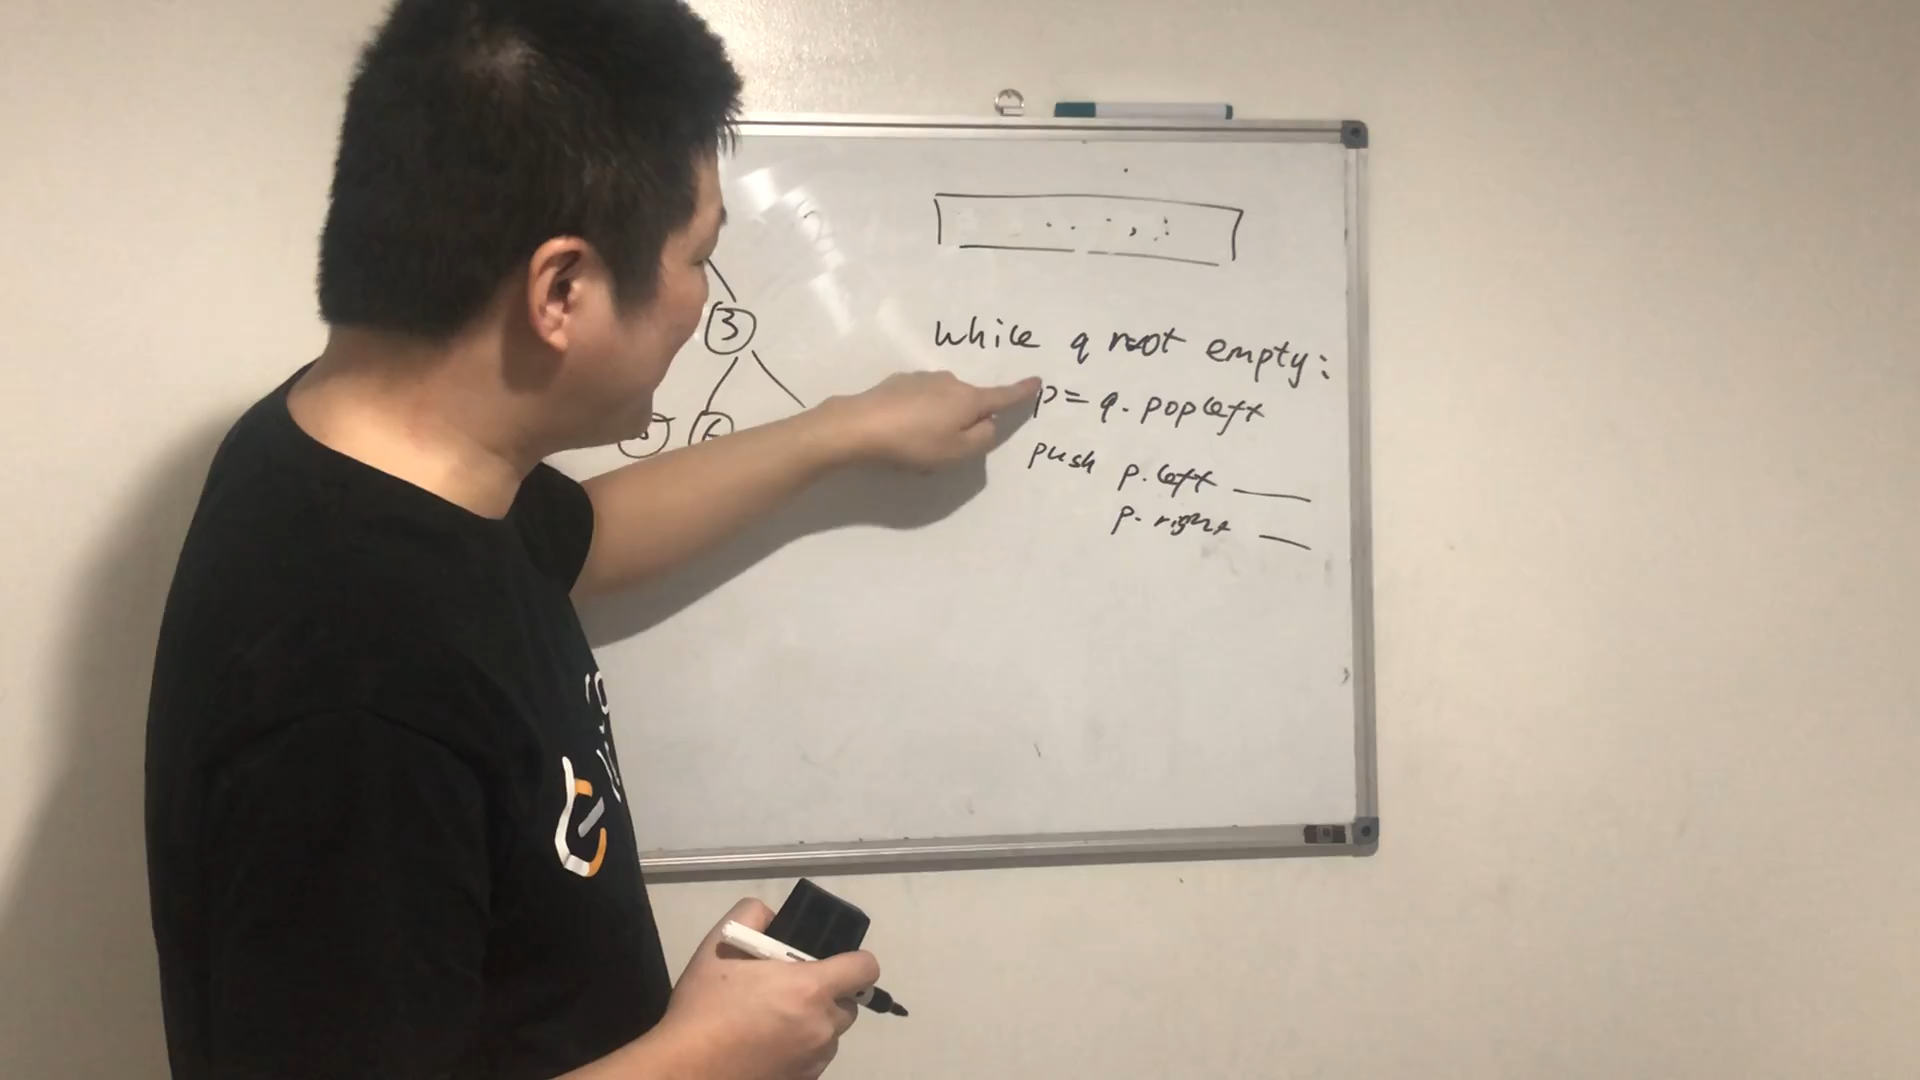 3
while q not empty:
p = q. popleft
push p. left
p. right